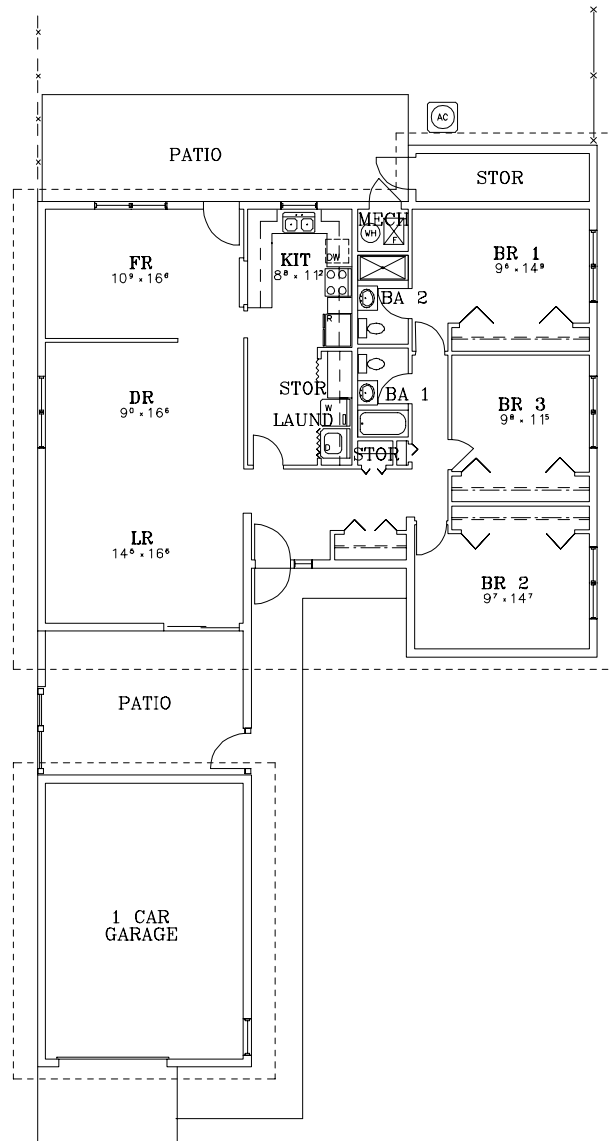 AC
PATIO
STOR
MECH
WH
F
FR
10⁹ × 16⁶
KIT
8⁸ × 11²
DW
BR 1
9⁶ × 14⁹
BA 2
R
DR
9⁰ × 16⁶
STOR
W
LAUND
D
BA 1
STOR
BR 3
9⁸ × 11⁵
LR
14⁶ × 16⁶
BR 2
9⁷ × 14⁷
PATIO
1 CAR
GARAGE